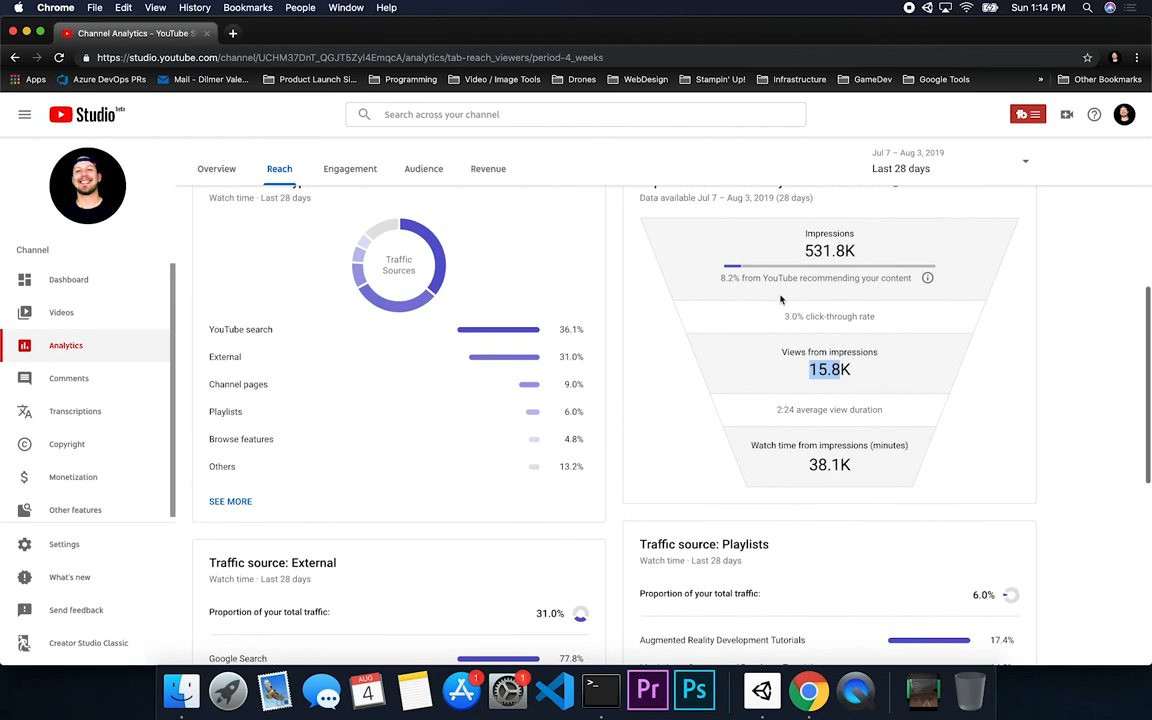 Chrome File Edit View History Bookmarks People Window Help Sun 1:14 PM
Channel Analytics - YouTube S
https://studio.youtube.com/channel/UCHM37DnT_QGJT5Zyl4EmqcA/analytics/tab-reach_viewers/period-4_weeks
Apps Azure DevOps PRs Mail - Dilmer Vale... Product Launch Si... Programming Video / Image Tools Drones WebDesign Stampin' Up! Infrastructure GameDev Google Tools » Other Bookmarks
Studio beta
Search across your channel
tb
Overview Reach Engagement Audience Revenue
Jul 7 – Aug 3, 2019
Last 28 days
Channel
Dashboard
Videos
Analytics
Comments
Transcriptions
Copyright
Monetization
Other features
Settings
What's new
Send feedback
Creator Studio Classic
Watch time · Last 28 days
Traffic
Sources
YouTube search 36.1%
External 31.0%
Channel pages 9.0%
Playlists 6.0%
Browse features 4.8%
Others 13.2%
SEE MORE
Data available Jul 7 – Aug 3, 2019 (28 days)
Impressions
531.8K
8.2% from YouTube recommending your content
3.0% click-through rate
Views from impressions
15.8K
2:24 average view duration
Watch time from impressions (minutes)
38.1K
Traffic source: External
Watch time · Last 28 days
Proportion of your total traffic: 31.0%
Google Search 77.8%
Traffic source: Playlists
Watch time · Last 28 days
Proportion of your total traffic: 6.0%
Augmented Reality Development Tutorials 17.4%
AUG
4
1
1
Pr
Ps